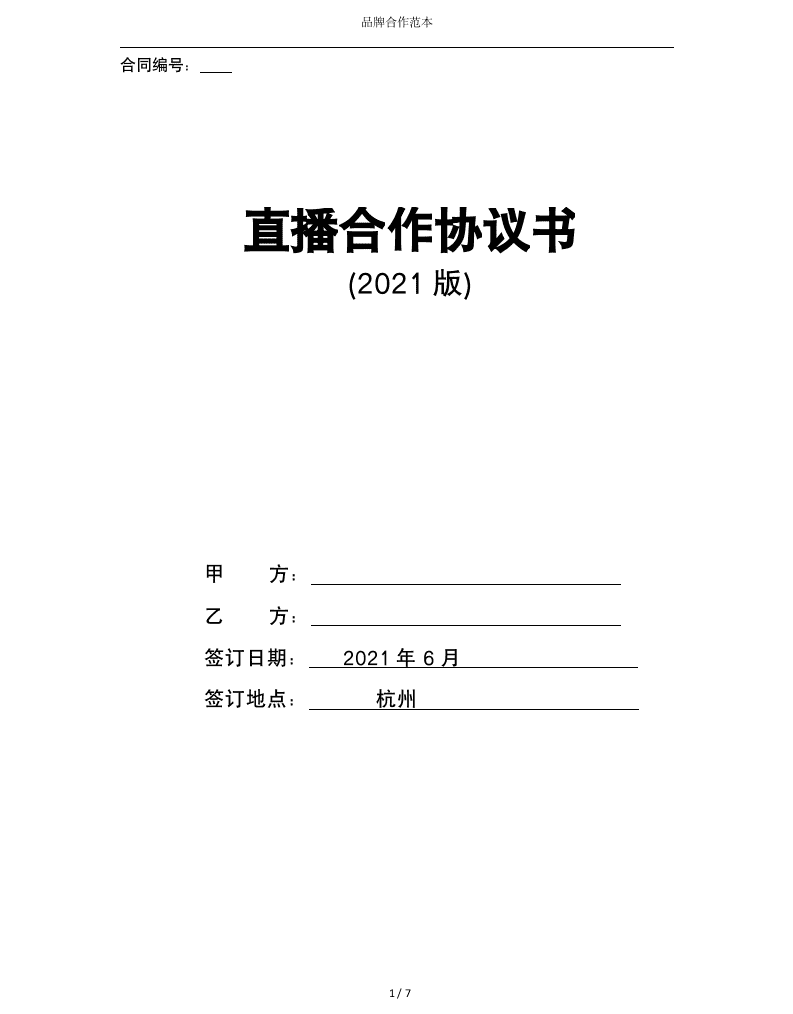 品牌合作范本
合同编号：
直播合作协议书
(2021 版)
甲 方：
乙 方：
签订日期： 2021 年 6 月
签订地点： 杭州
1 / 7